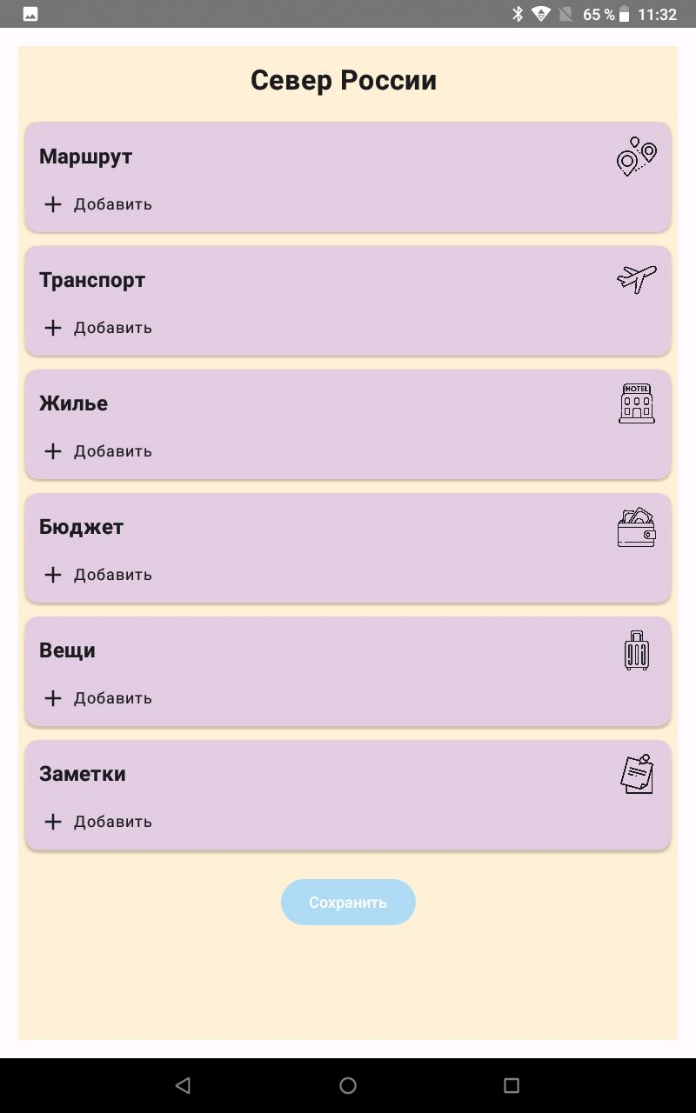 65 % 11:32
Север России
Маршрут
Добавить
Транспорт
Добавить
Жилье
HOTEL
Добавить
Бюджет
Добавить
Вещи
Добавить
Заметки
Добавить
Сохранить